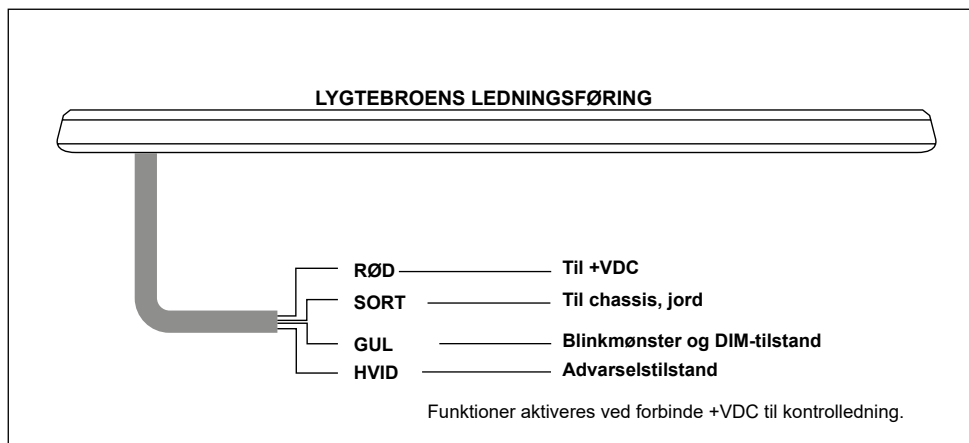 LYGTEBROENS LEDNINGSFØRING
RØD Til +VDC
SORT Til chassis, jord
GUL Blinkmønster og DIM-tilstand
HVID Advarselstilstand
Funktioner aktiveres ved forbinde +VDC til kontrolledning.